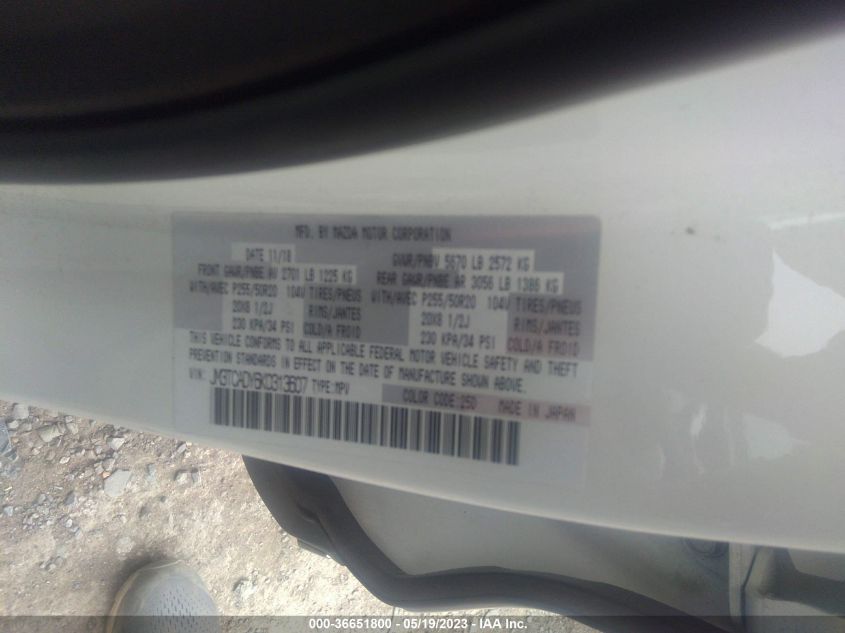 MFD. BY MAZDA MOTOR CORPORATION
DATE 11/18 GVWR/PNBV 5670 LB 2572 KG
FRONT GAWR/PNBE AV 2701 LB 1225 KG REAR GAWR/PNBE AR 3056 LB 1386 KG
WITH/AVEC P255/50R20 104V TIRES/PNEUS WITH/AVEC P255/50R20 104V TIRES/PNEUS
20X8 1/2J RIMS/JANTES 20X8 1/2J RIMS/JANTES
230 KPA/34 PSI COLD/A FROID 230 KPA/34 PSI COLD/A FROID
THIS VEHICLE CONFORMS TO ALL APPLICABLE FEDERAL MOTOR VEHICLE SAFETY AND THEFT
PREVENTION STANDARDS IN EFFECT ON THE DATE OF MANUFACTURE SHOWN ABOVE.
VIN: JM3TCADY6K0313607 TYPE:MPV COLOR CODE:25D MADE IN JAPAN
000-36651800 - 05/19/2023 - © IAA Inc.